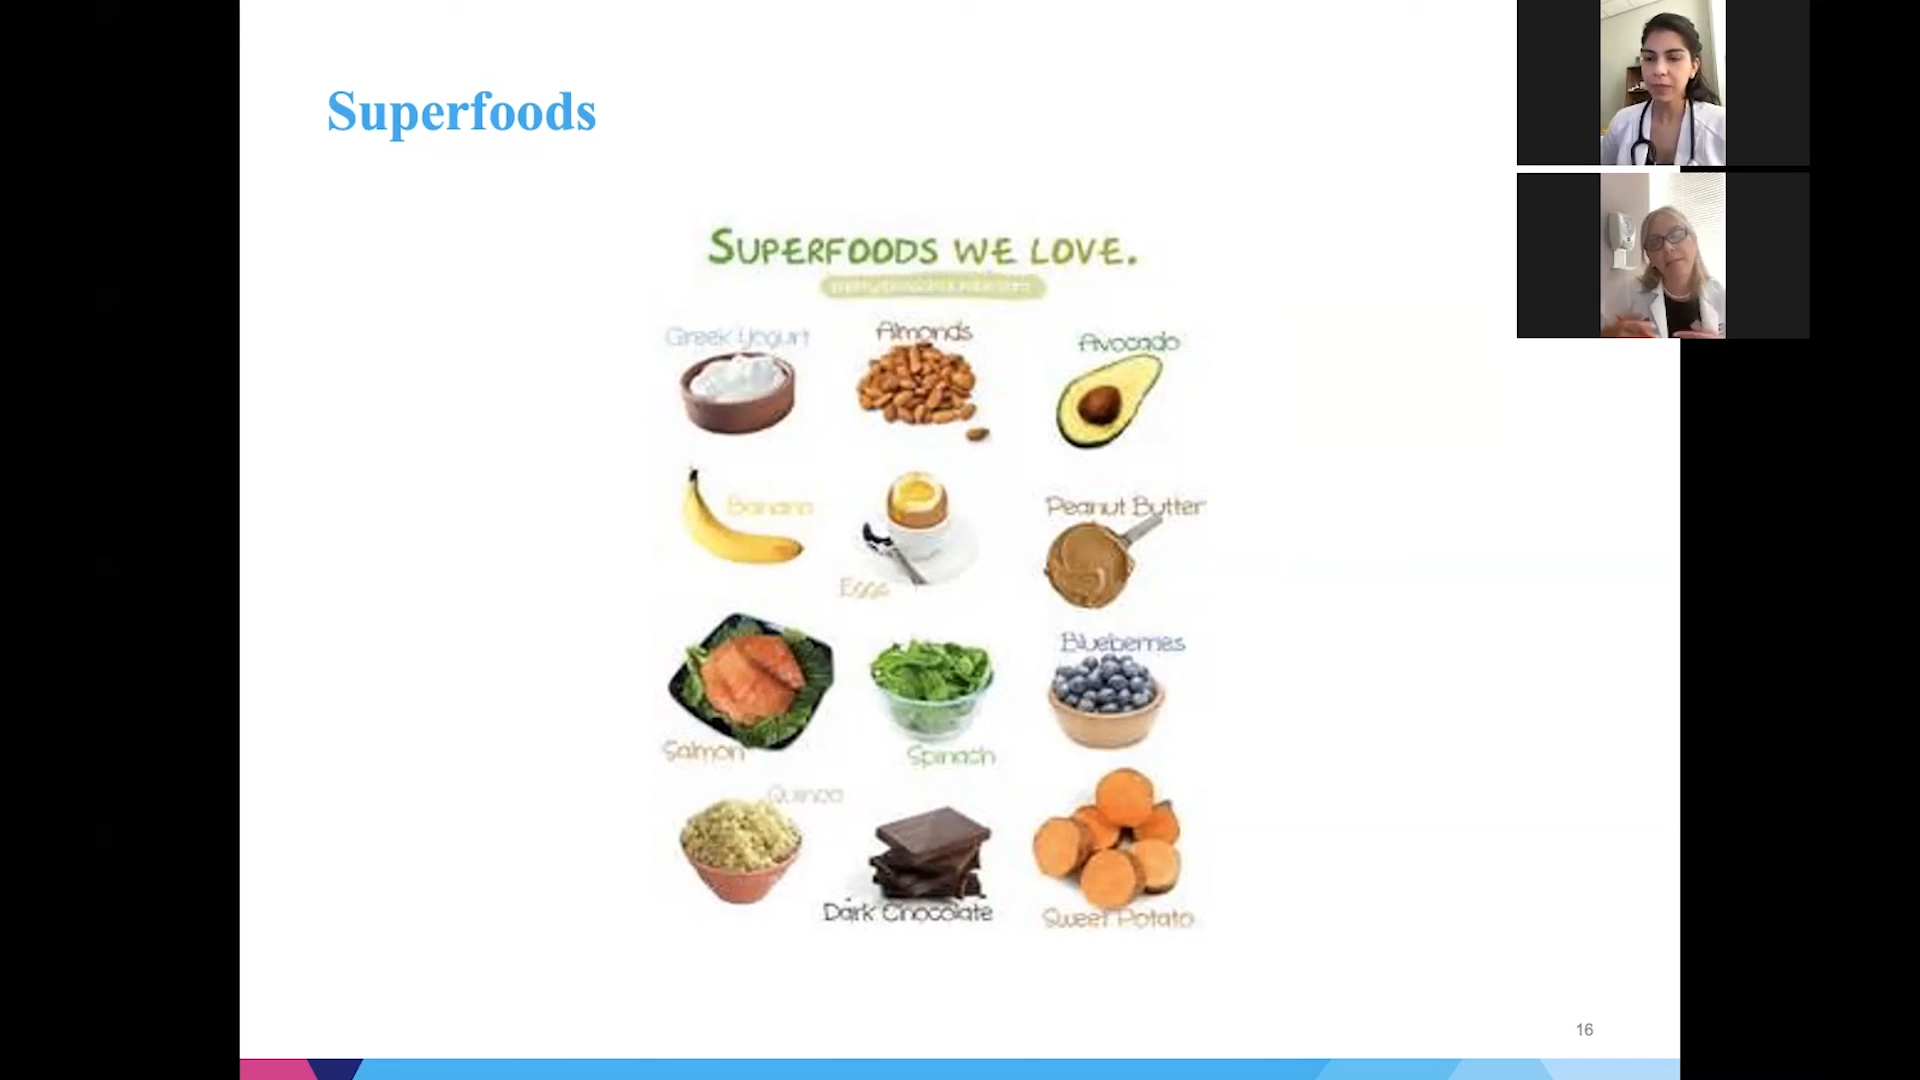 Superfoods
SUPERFOODS WE LOVE.
Greek Yogurt
Almonds
Avocado
Banana
Eggs
Peanut Butter
Salmon
Spinach
Blueberries
Quinoa
Dark Chocolate
Sweet Potato
16